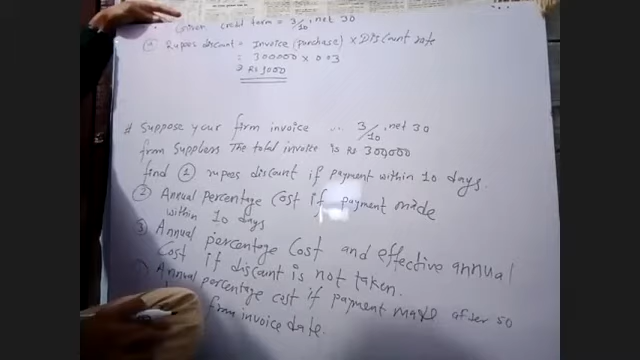 Given credit term = 3/10, net 30
① Rupees discount = Invoice (purchase) × Discount rate
= 300000 × 0.03
= Rs 9000
# Suppose your firm invoice ... 3/10, net 30
from suppliers The total invoice is Rs 300,000
find ① rupees discount if payment within 10 days.
② Annual percentage cost if payment made
within 10 days
③ Annual percentage cost and effective annual
cost if discount is not taken.
Annual percentage cost if payment made after 50
from invoice date.